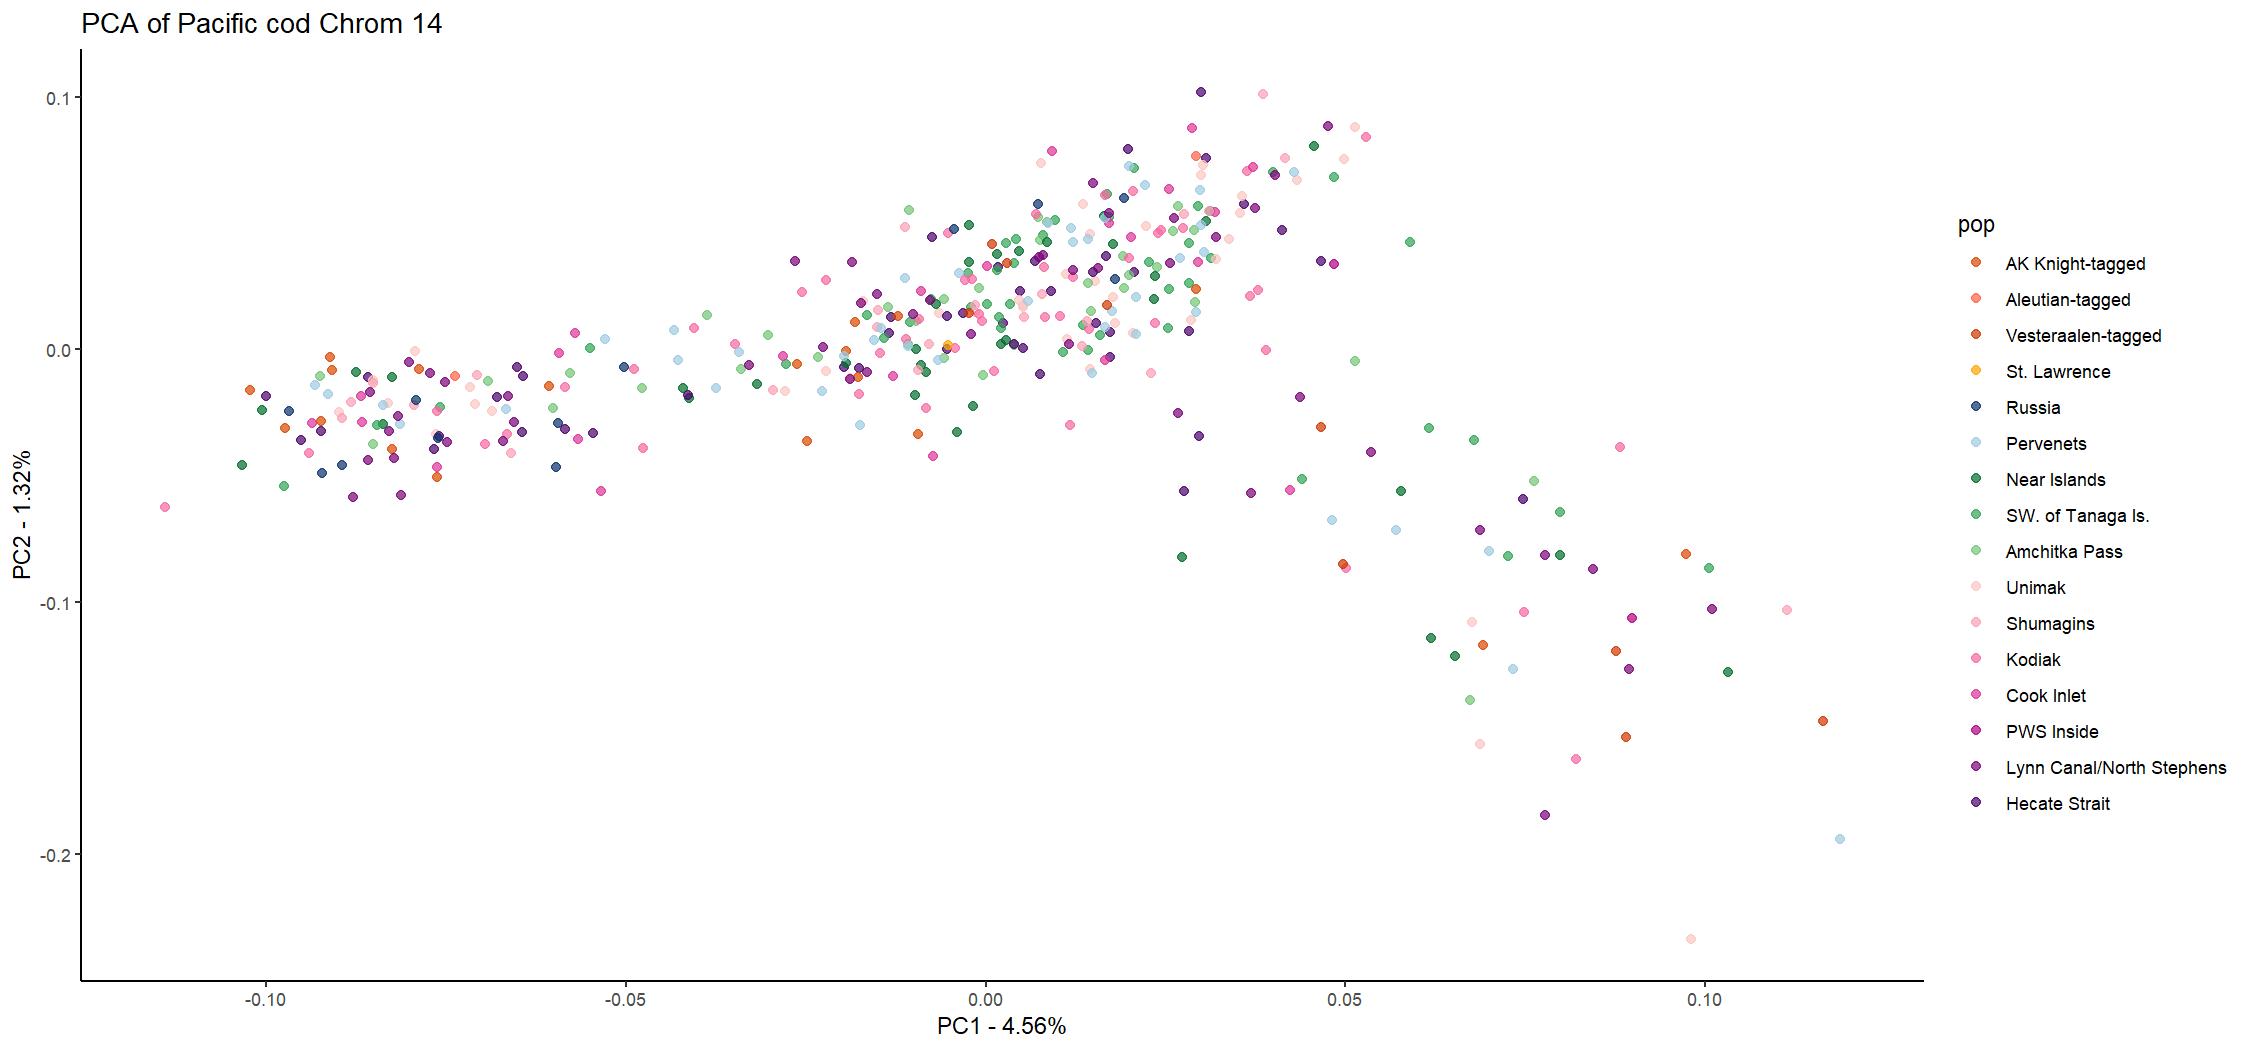 PCA of Pacific cod Chrom 14
0.1
0.0
-0.1
-0.2
PC2 - 1.32%
-0.10
-0.05
0.00
0.05
0.10
PC1 - 4.56%
pop
AK Knight-tagged
Aleutian-tagged
Vesteraalen-tagged
St. Lawrence
Russia
Pervenets
Near Islands
SW. of Tanaga Is.
Amchitka Pass
Unimak
Shumagins
Kodiak
Cook Inlet
PWS Inside
Lynn Canal/North Stephens
Hecate Strait